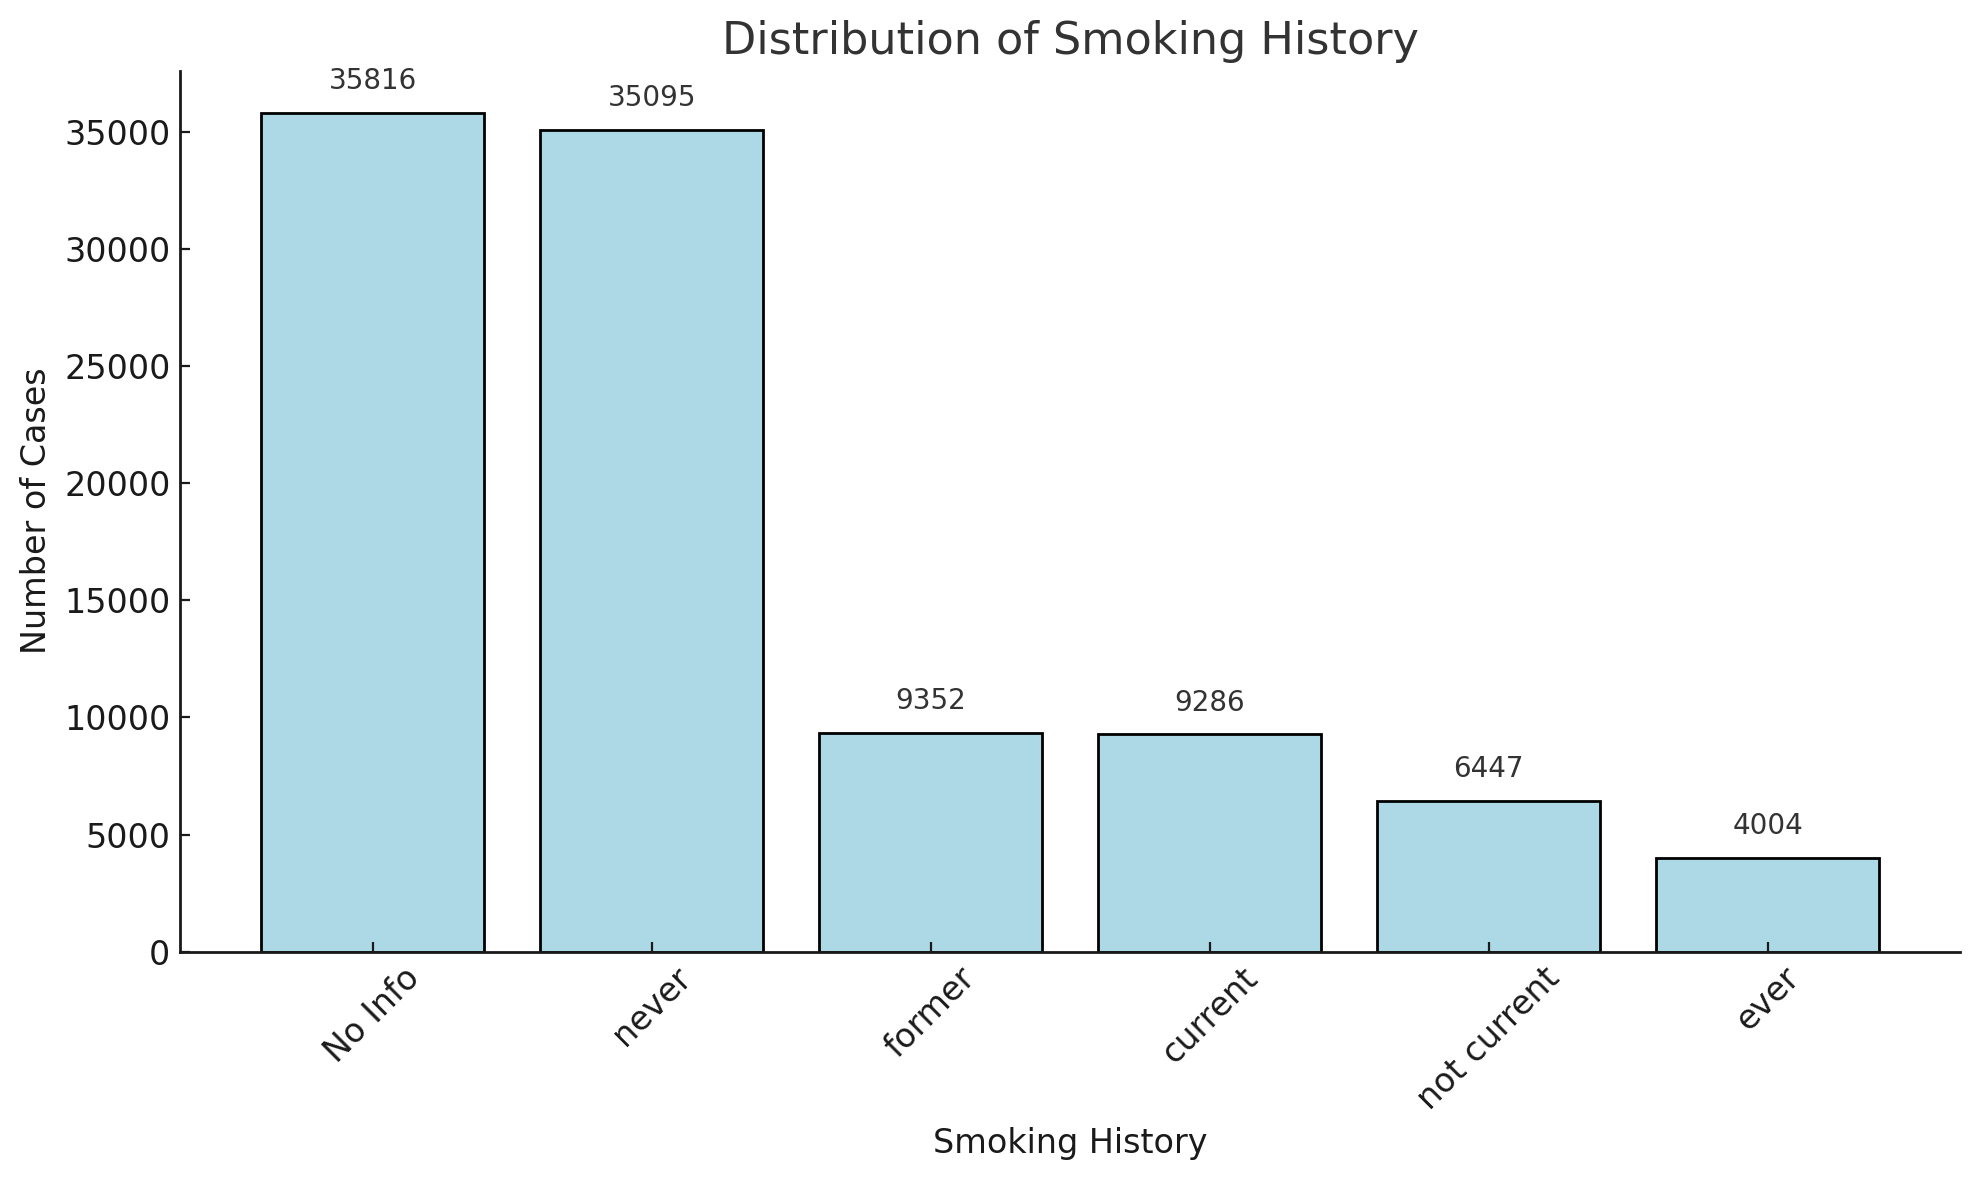 Distribution of Smoking History
35816
35095
9352
9286
6447
4004
35000
30000
25000
20000
15000
10000
5000
0
Number of Cases
No Info
never
former
current
not current
ever
Smoking History